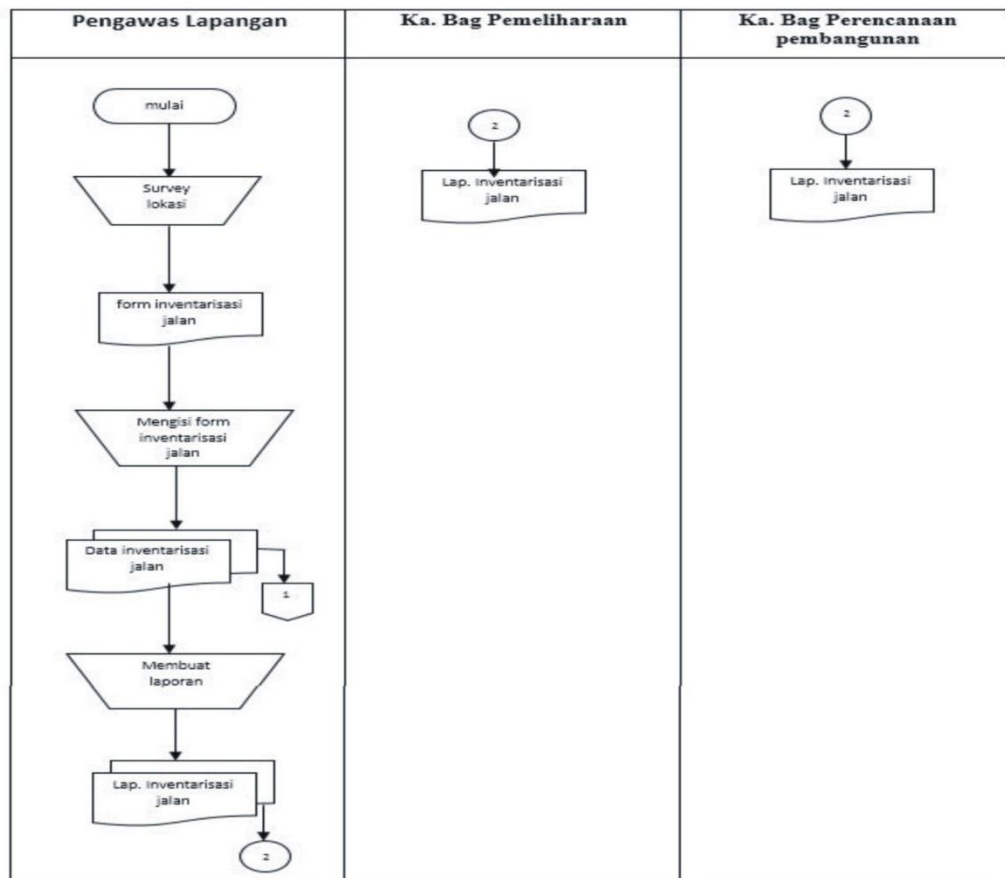 Pengawas Lapangan
Ka. Bag Pemeliharaan
Ka. Bag Perencanaan
pembangunan
mulai
Survey
lokasi
form inventarisasi
jalan
Mengisi form
inventarisasi
jalan
Data inventarisasi
jalan
1
Membuat
laporan
Lap. Inventarisasi
jalan
2
2
Lap. Inventarisasi
jalan
2
Lap. Inventarisasi
jalan